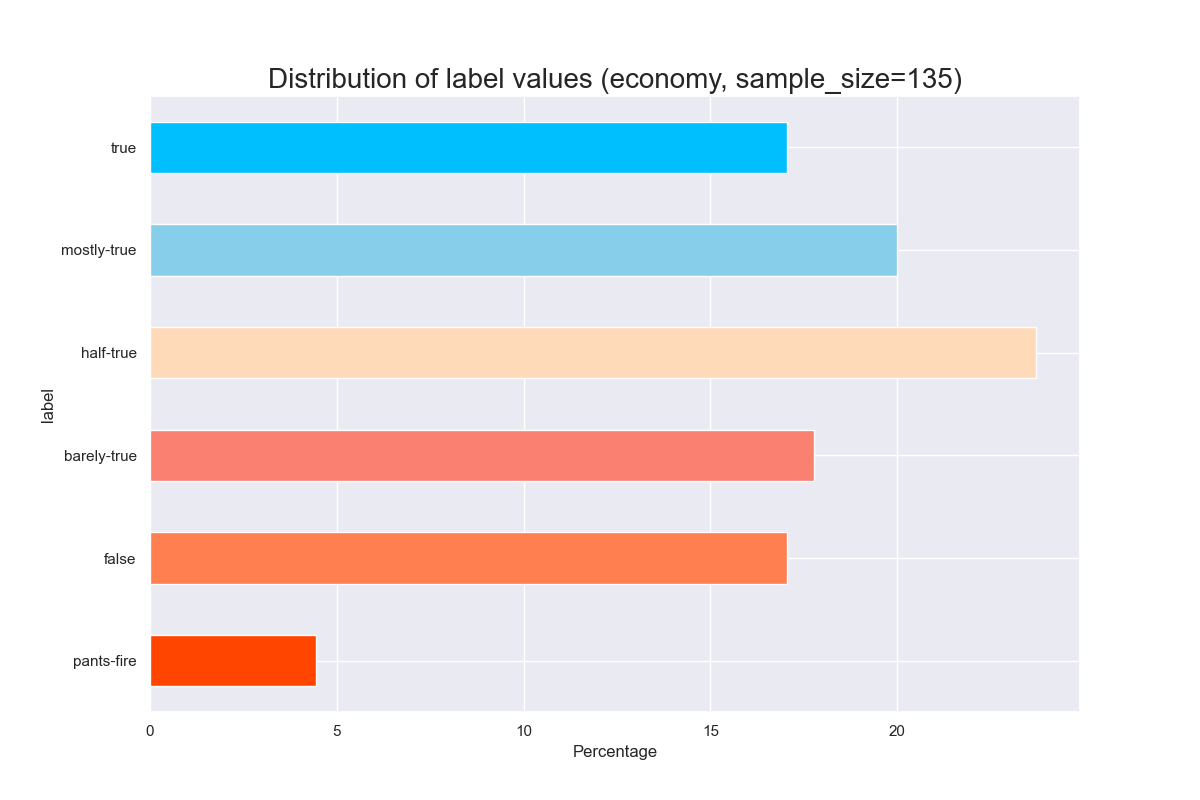 Distribution of label values (economy, sample_size=135)
true
mostly-true
half-true
label
barely-true
false
pants-fire
0 5 10 15 20
Percentage